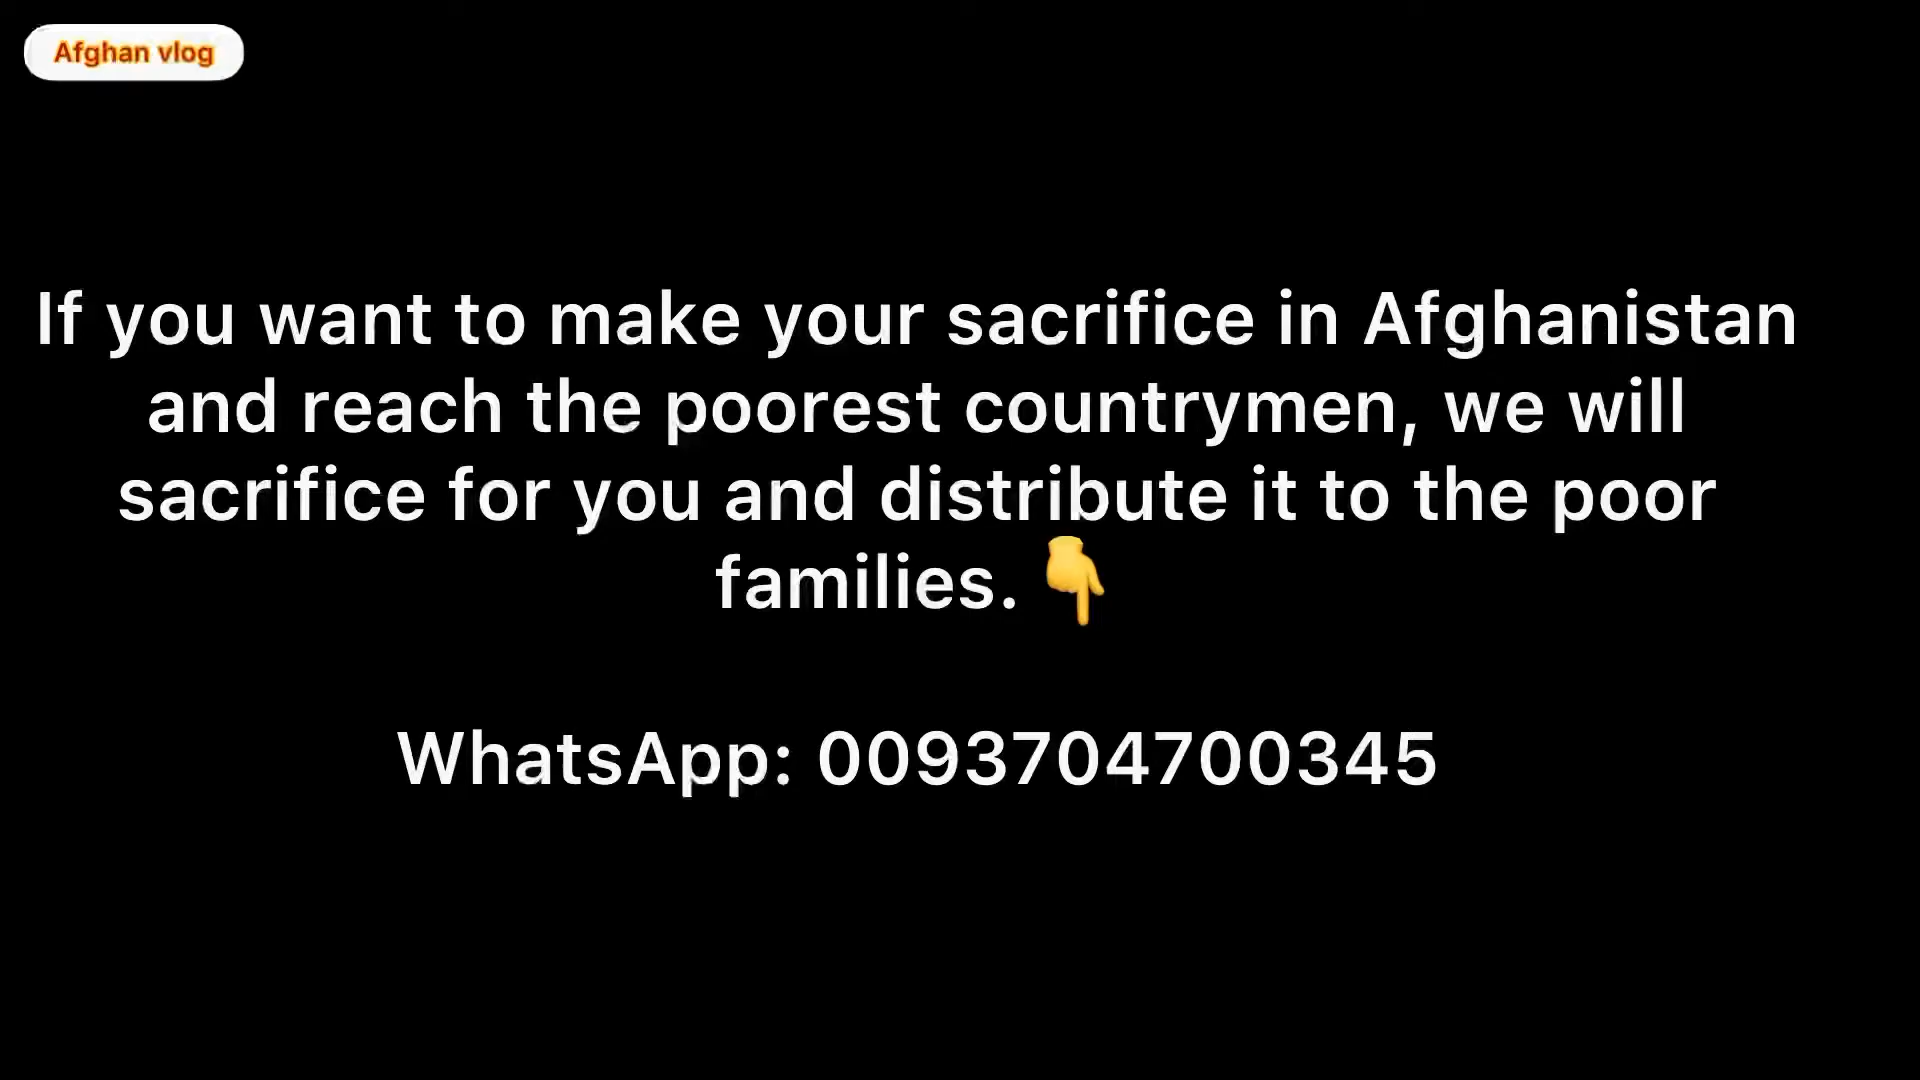 Afghan vlog
If you want to make your sacrifice in Afghanistan
and reach the poorest countrymen, we will
sacrifice for you and distribute it to the poor
families. 👇
WhatsApp: 0093704700345